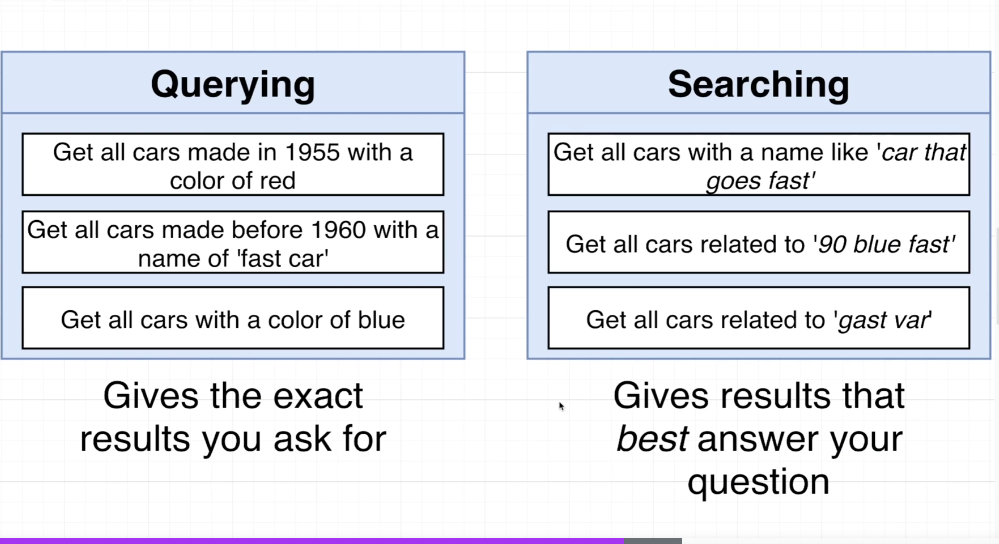 Querying
Get all cars made in 1955 with a
color of red
Get all cars made before 1960 with a
name of 'fast car'
Get all cars with a color of blue
Gives the exact
results you ask for
Searching
Get all cars with a name like 'car that
goes fast'
Get all cars related to '90 blue fast'
Get all cars related to 'gast var'
Gives results that
best answer your
question